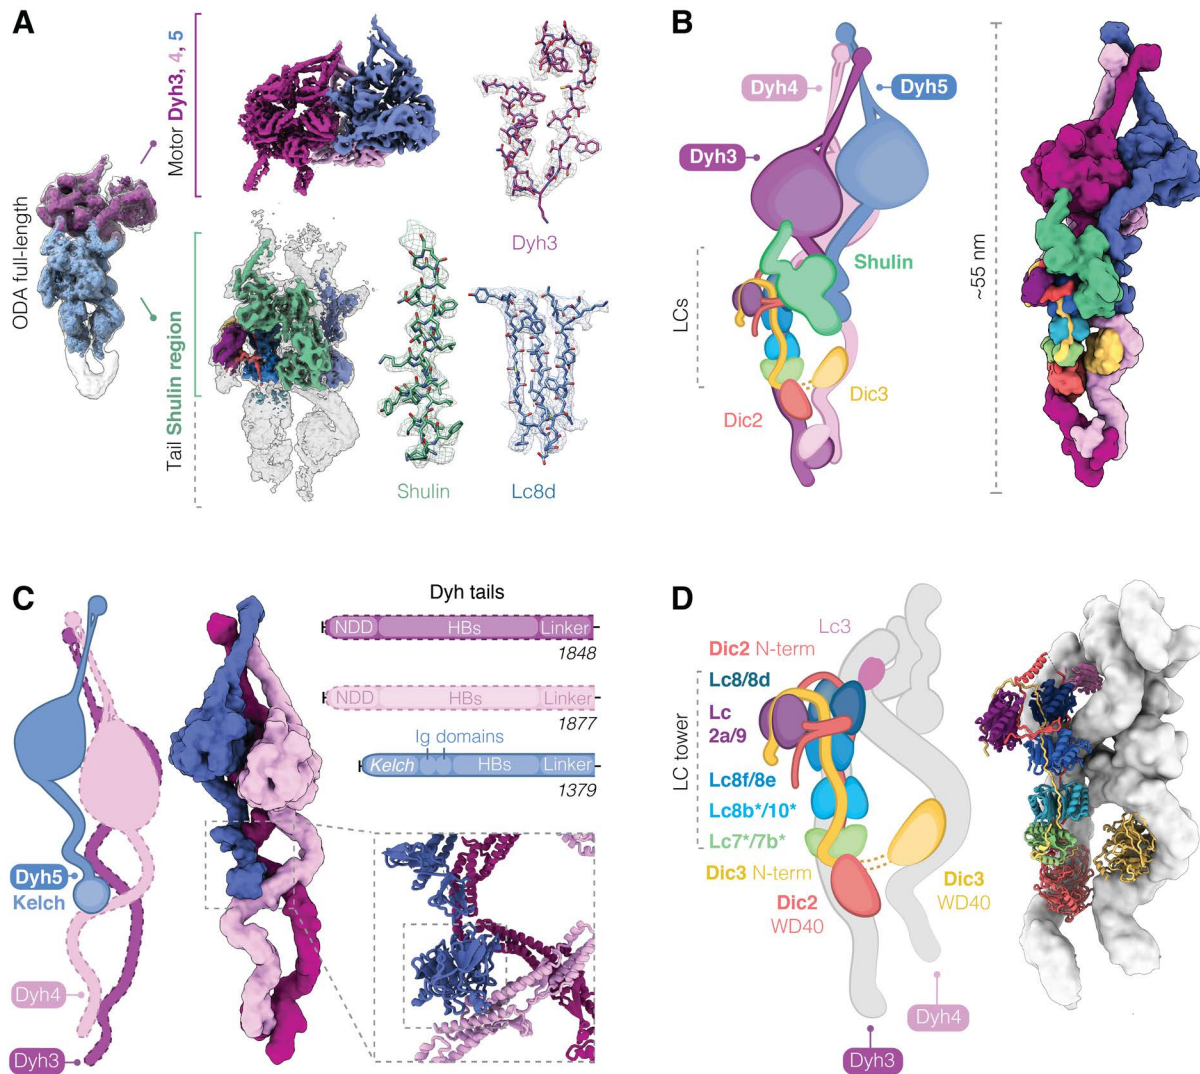 A
ODA full-length
Motor Dyh3, 4, 5
Tail Shulin region
Dyh3
Shulin
Lc8d
B
Dyh4
Dyh5
Dyh3
Shulin
LCs
Dic3
Dic2
~55 nm
C
Dyh tails
NDD HBs Linker
1848
NDD HBs Linker
1877
Ig domains
Kelch HBs Linker
1379
Dyh5
Kelch
Dyh4
Dyh3
D
Lc3
Dic2 N-term
Lc8/8d
Lc
2a/9
LC tower
Lc8f/8e
Lc8b*/10*
Lc7*/7b*
Dic3 N-term
Dic2
WD40
Dic3
WD40
Dyh4
Dyh3